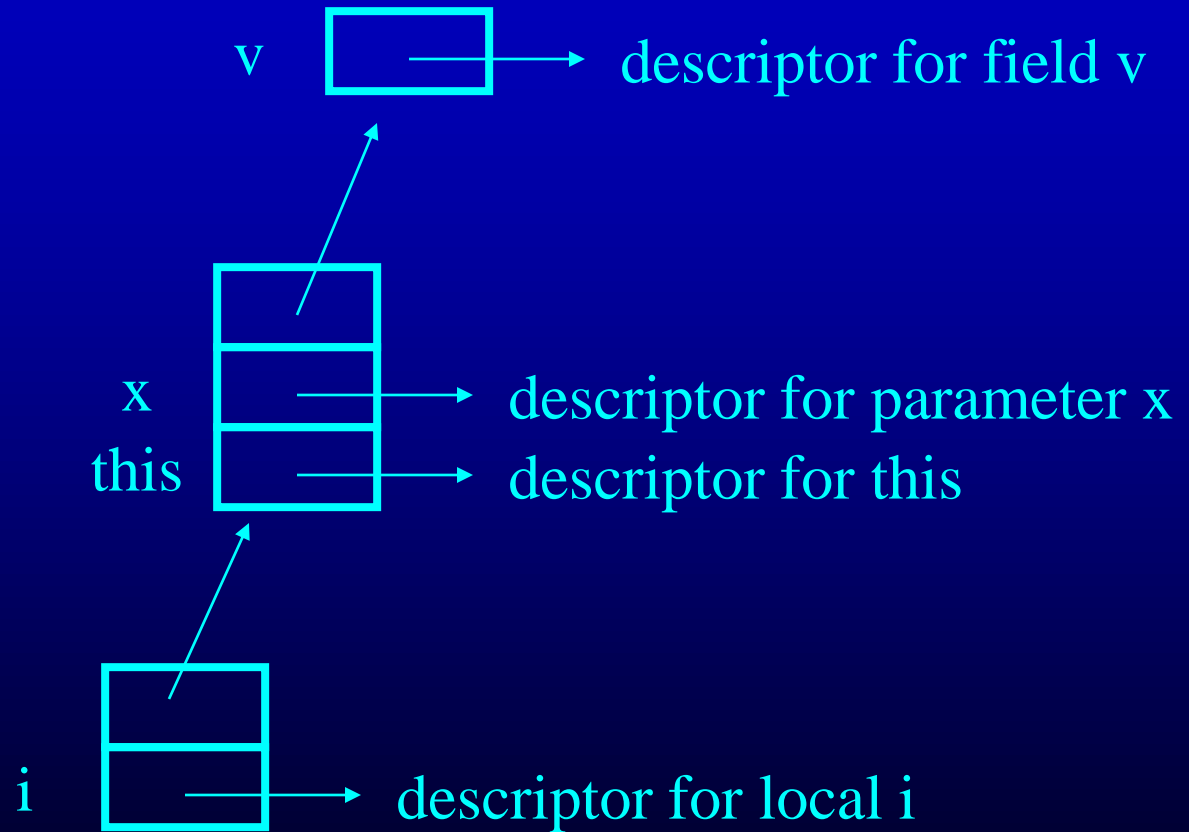 v descriptor for field v
x descriptor for parameter x
this descriptor for this
i descriptor for local i